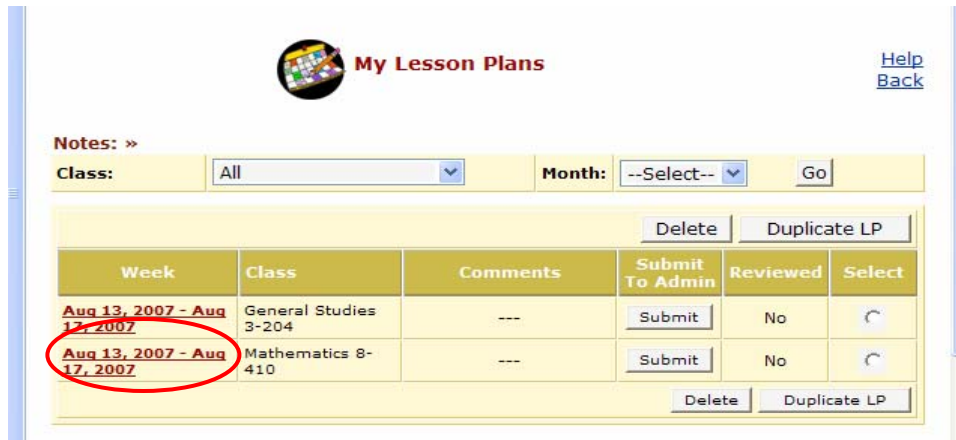 My Lesson Plans
Help
Back
Notes: »
Class: All Month: --Select-- Go
Delete Duplicate LP
Week Class Comments Submit To Admin Reviewed Select
Aug 13, 2007 - Aug 17, 2007 General Studies 3-204 --- Submit No
Aug 13, 2007 - Aug 17, 2007 Mathematics 8-410 --- Submit No
Delete Duplicate LP